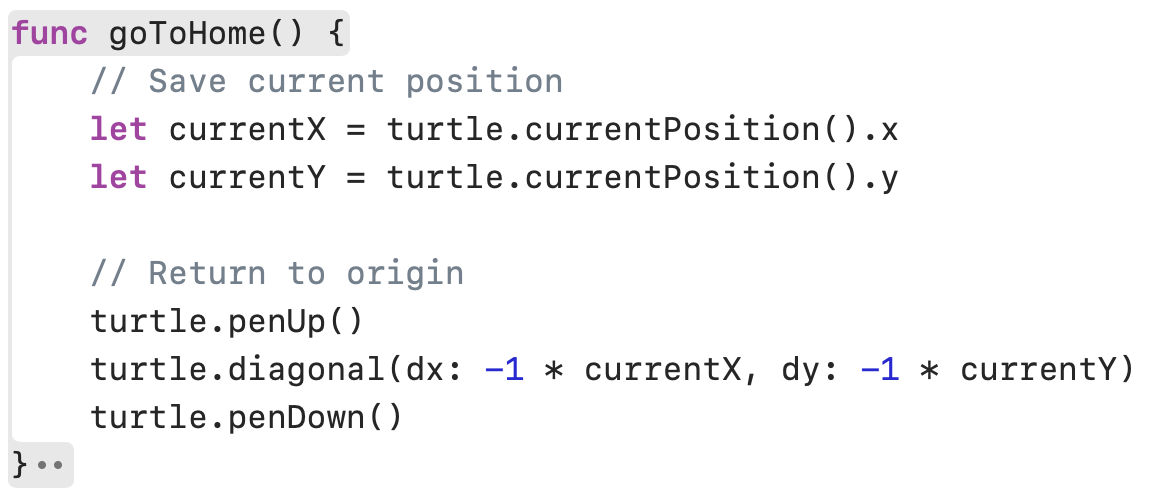 func goToHome() {
    // Save current position
    let currentX = turtle.currentPosition().x
    let currentY = turtle.currentPosition().y

    // Return to origin
    turtle.penUp()
    turtle.diagonal(dx: -1 * currentX, dy: -1 * currentY)
    turtle.penDown()
}